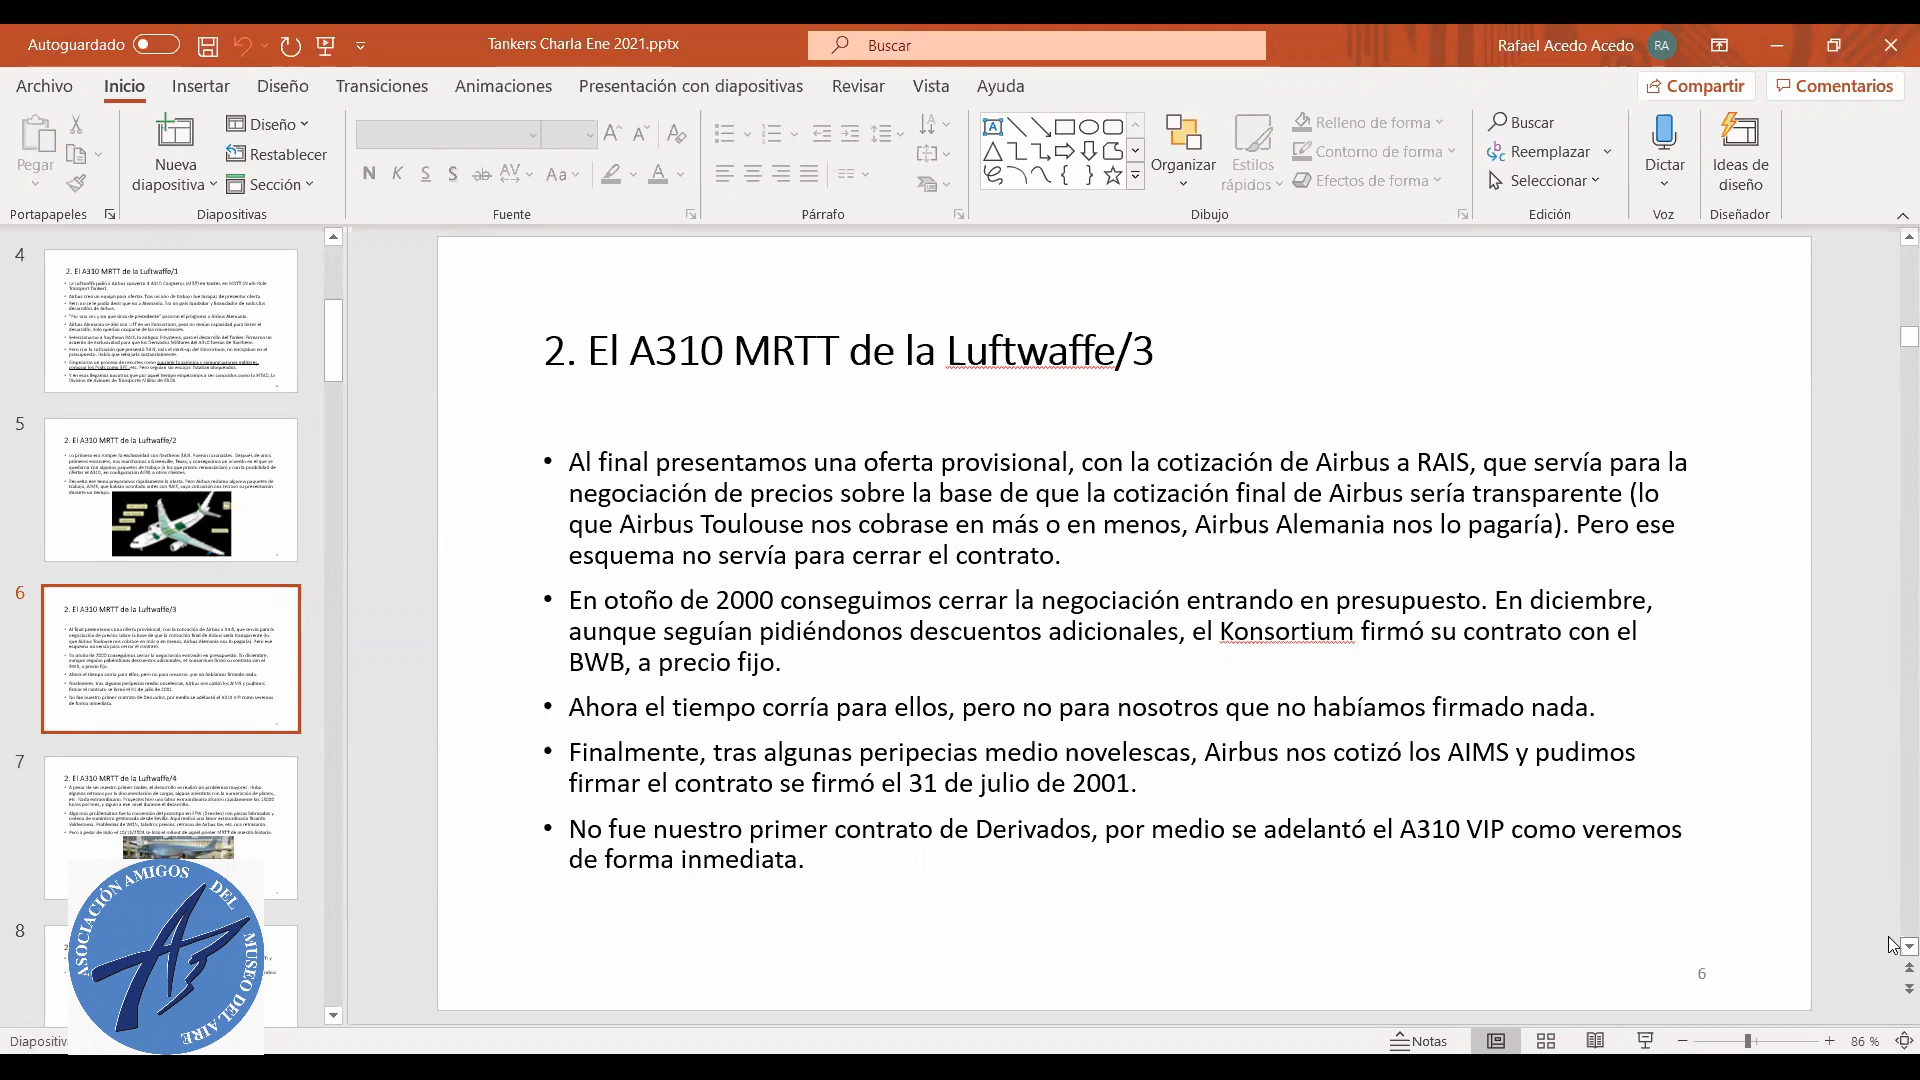 Autoguardado
Tankers Charla Ene 2021.pptx
Buscar
Rafael Acedo Acedo
RA
Archivo
Inicio
Insertar
Diseño
Transiciones
Animaciones
Presentación con diapositivas
Revisar
Vista
Ayuda
Compartir
Comentarios
Pegar
Portapapeles
Nueva
diapositiva
Diseño
Restablecer
Sección
Diapositivas
N K S S ab AV Aa A
Fuente
Párrafo
Organizar
Estilos
rápidos
Relleno de forma
Contorno de forma
Efectos de forma
Dibujo
Buscar
Reemplazar
Seleccionar
Edición
Dictar
Voz
Ideas de
diseño
Diseñador
4
2. El A310 MRTT de la Luftwaffe/1
5
2. El A310 MRTT de la Luftwaffe/2
6
2. El A310 MRTT de la Luftwaffe/3
7
2. El A310 MRTT de la Luftwaffe/4
8
ASOCIACIÓN AMIGOS DEL MUSEO DEL AIRE
2. El A310 MRTT de la Luftwaffe/3
• Al final presentamos una oferta provisional, con la cotización de Airbus a RAIS, que servía para la
negociación de precios sobre la base de que la cotización final de Airbus sería transparente (lo
que Airbus Toulouse nos cobrase en más o en menos, Airbus Alemania nos lo pagaría). Pero ese
esquema no servía para cerrar el contrato.
• En otoño de 2000 conseguimos cerrar la negociación entrando en presupuesto. En diciembre,
aunque seguían pidiéndonos descuentos adicionales, el Konsortium firmó su contrato con el
BWB, a precio fijo.
• Ahora el tiempo corría para ellos, pero no para nosotros que no habíamos firmado nada.
• Finalmente, tras algunas peripecias medio novelescas, Airbus nos cotizó los AIMS y pudimos
firmar el contrato se firmó el 31 de julio de 2001.
• No fue nuestro primer contrato de Derivados, por medio se adelantó el A310 VIP como veremos
de forma inmediata.
6
Notas
86 %